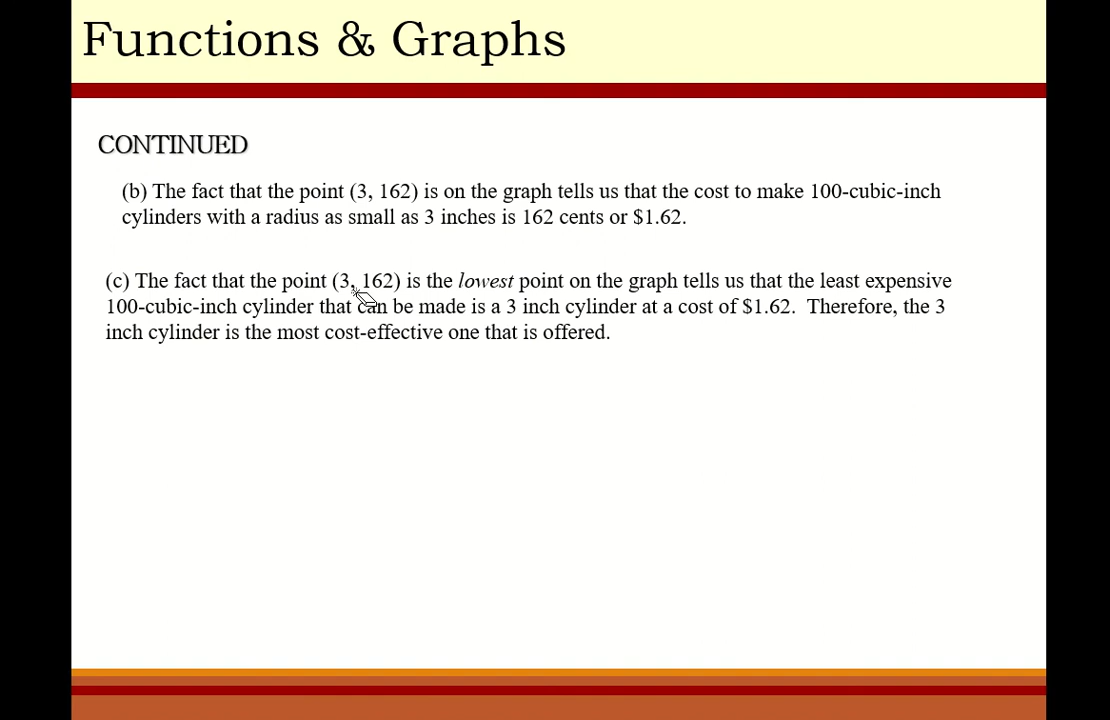 Functions & Graphs
CONTINUED
(b) The fact that the point (3, 162) is on the graph tells us that the cost to make 100-cubic-inch
cylinders with a radius as small as 3 inches is 162 cents or $1.62.
(c) The fact that the point (3, 162) is the lowest point on the graph tells us that the least expensive
100-cubic-inch cylinder that can be made is a 3 inch cylinder at a cost of $1.62.  Therefore, the 3
inch cylinder is the most cost-effective one that is offered.